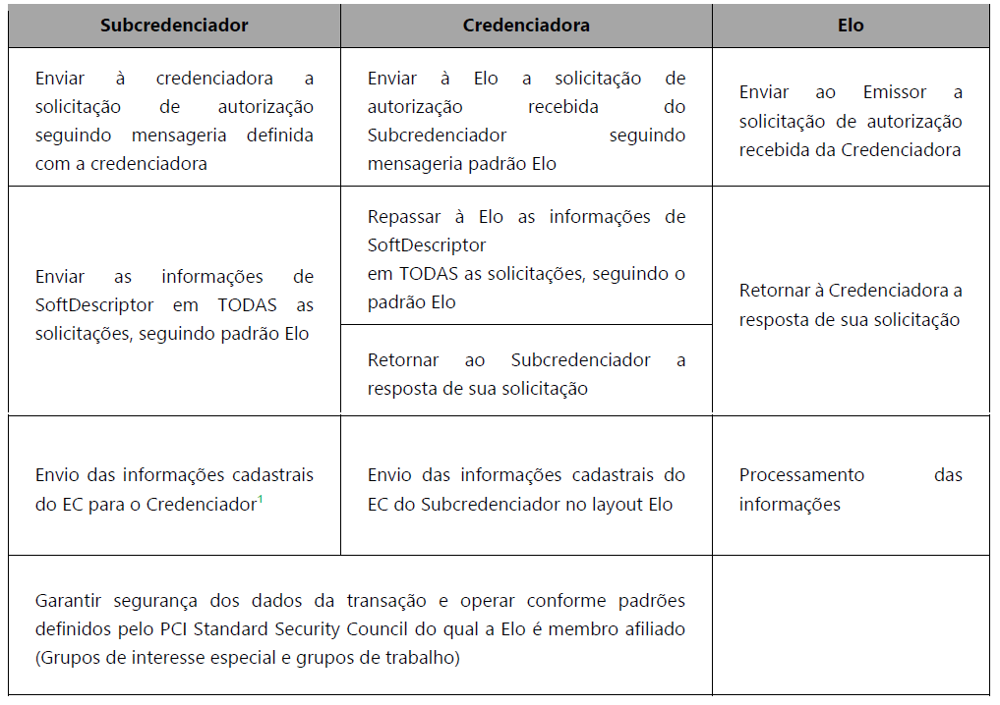 Subcredenciador
Credenciadora
Elo
Enviar à credenciadora a
solicitação de autorização
seguindo mensageria definida
com a credenciadora
Enviar à Elo a solicitação de
autorização recebida do
Subcredenciador seguindo
mensageria padrão Elo
Enviar ao Emissor a
solicitação de autorização
recebida da Credenciadora
Enviar as informações de
SoftDescriptor em TODAS as
solicitações, seguindo padrão Elo
Repassar à Elo as informações de
SoftDescriptor
em TODAS as solicitações, seguindo o
padrão Elo
Retornar ao Subcredenciador a
resposta de sua solicitação
Retornar à Credenciadora a
resposta de sua solicitação
Envio das informações cadastrais
do EC para o Credenciador¹
Envio das informações cadastrais do
EC do Subcredenciador no layout Elo
Processamento das
informações
Garantir segurança dos dados da transação e operar conforme padrões
definidos pelo PCI Standard Security Council do qual a Elo é membro afiliado
(Grupos de interesse especial e grupos de trabalho)